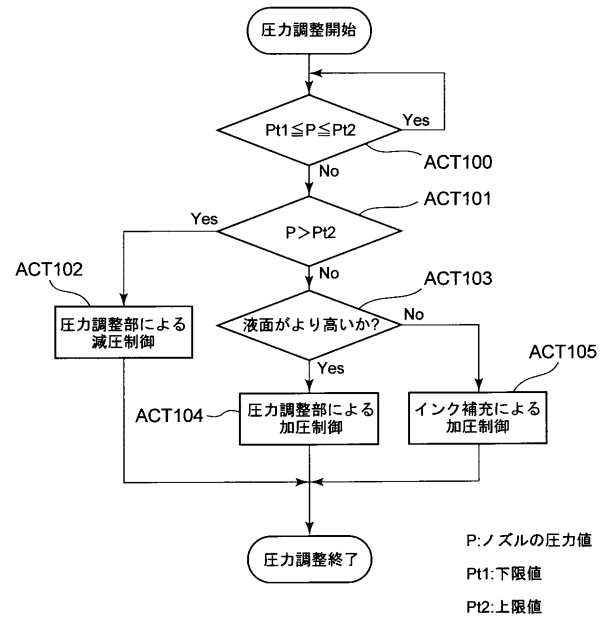 圧力調整開始
Pt1≦P≦Pt2
Yes
ACT100
No
ACT101
P＞Pt2
Yes
No
ACT102
圧力調整部による
減圧制御
ACT103
液面がより高いか?
No
Yes
ACT104
圧力調整部による
加圧制御
ACT105
インク補充による
加圧制御
圧力調整終了
P:ノズルの圧力値
Pt1:下限値
Pt2:上限値